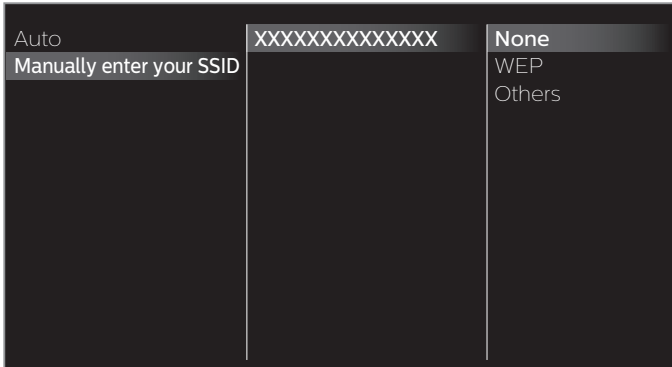 Auto
Manually enter your SSID
XXXXXXXXXXXXXX
None
WEP
Others